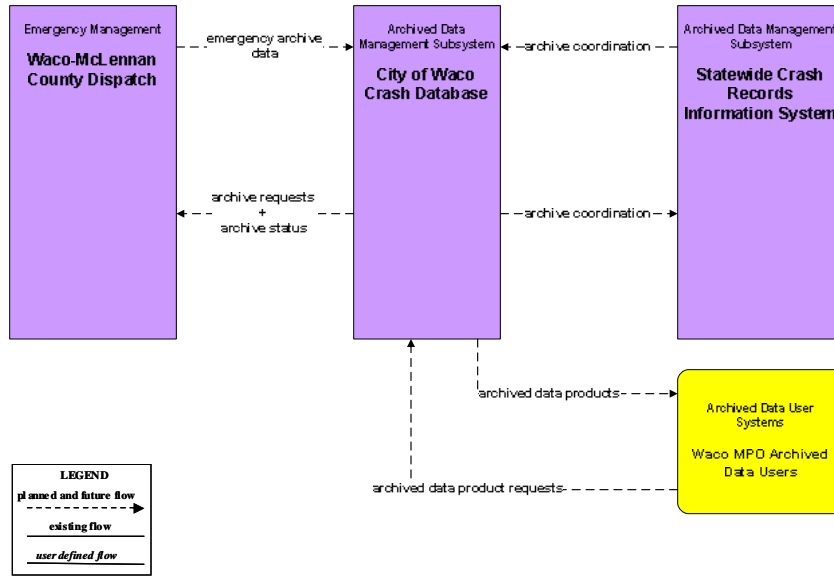 Emergency Management
Waco-McLennan
County Dispatch
emergency archive
data
Archived Data
Management Subsystem
City of Waco
Crash Database
archive coordination
Archived Data Management
Subsystem
Statewide Crash
Records
Information System
archive requests
+
archive status
archive coordination
archived data products
Archived Data User
Systems
Waco MPO Archived
Data Users
archived data product requests
LEGEND
planned and future flow
existing flow
user defined flow